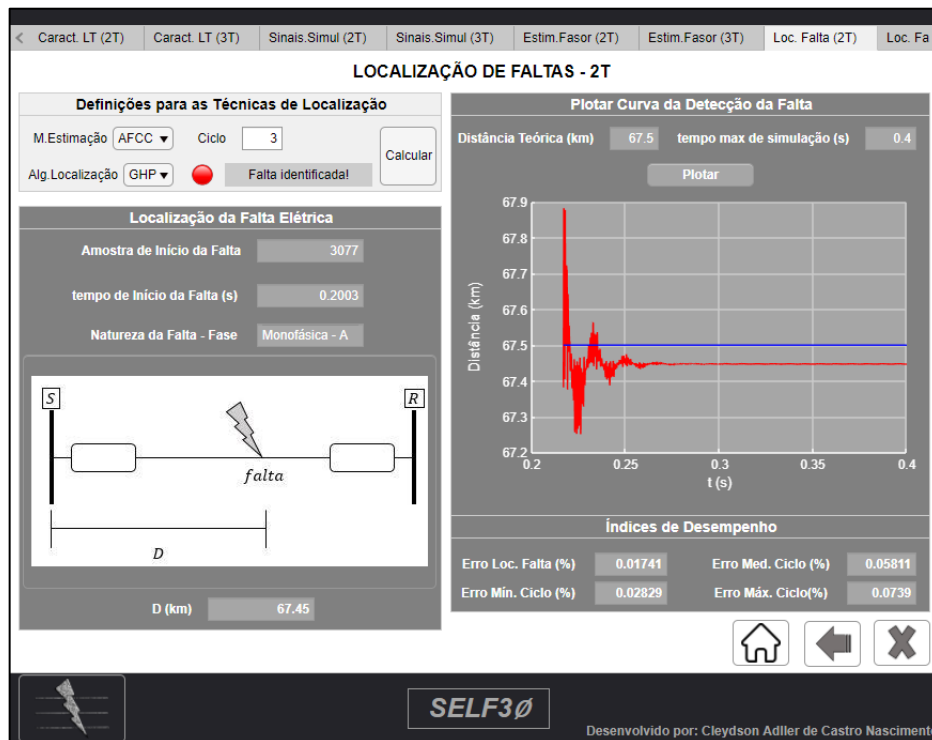 < Caract. LT (2T) Caract. LT (3T) Sinais.Simul (2T) Sinais.Simul (3T) Estim.Fasor (2T) Estim.Fasor (3T) Loc. Falta (2T) Loc. Fa
LOCALIZAÇÃO DE FALTAS - 2T
Definições para as Técnicas de Localização
M.Estimação AFCC Ciclo 3
Calcular
Alg.Localização GHP Falta identificada!
Localização da Falta Elétrica
Amostra de Início da Falta 3077
tempo de Início da Falta (s) 0.2003
Natureza da Falta - Fase Monofásica - A
S R
falta
D
D (km) 67.45
Plotar Curva da Detecção da Falta
Distância Teórica (km) 67.5 tempo max de simulação (s) 0.4
Plotar
67.9
67.8
67.7
67.6
67.5
67.4
67.3
67.2
Distância (km)
0.2 0.25 0.3 0.35 0.4
t (s)
Índices de Desempenho
Erro Loc. Falta (%) 0.01741 Erro Med. Ciclo (%) 0.05811
Erro Mín. Ciclo (%) 0.02829 Erro Máx. Ciclo(%) 0.0739
SELF3Ø
Desenvolvido por: Cleydson Adller de Castro Nascimento